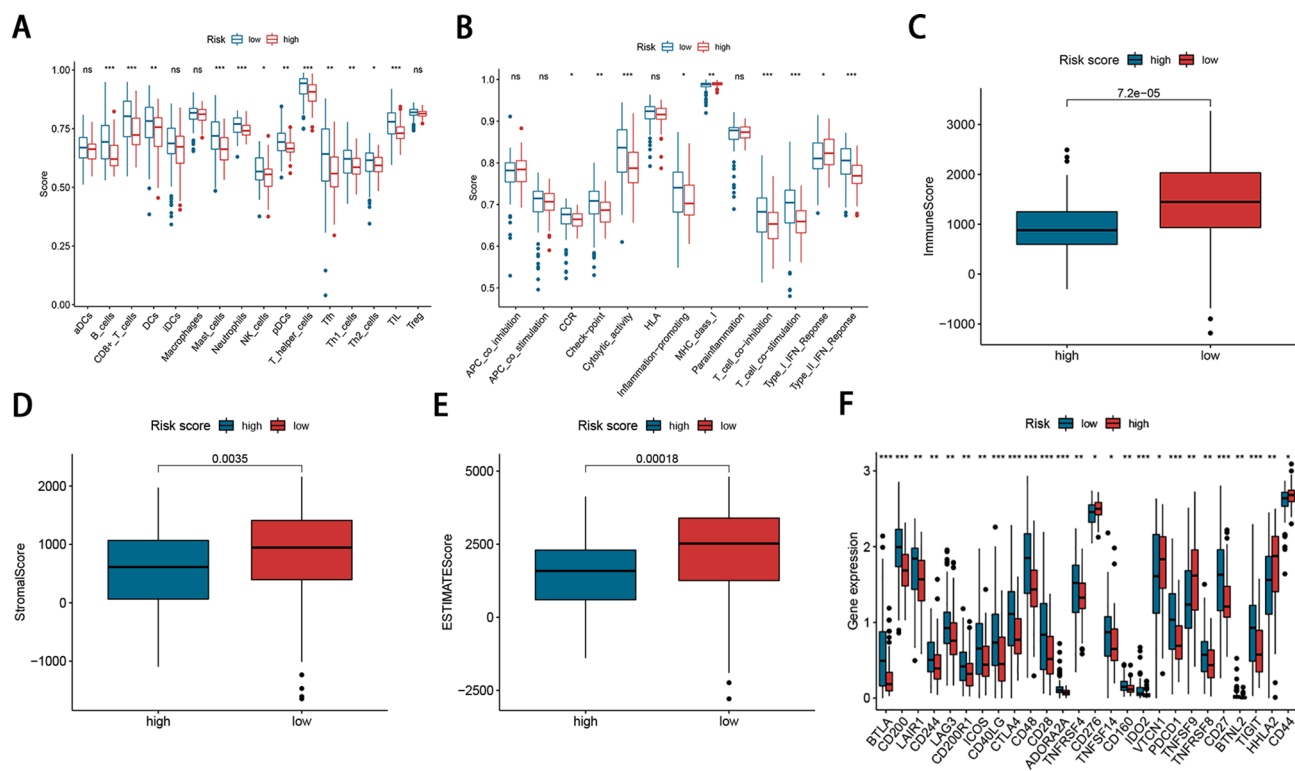 A
Risk low high
ns *** *** ** ns ns *** *** * ** *** ** ** * *** ns
1.00
0.75
0.50
0.25
0.00
Score
aDCs
B_cells
CD8+_T_cells
DCs
iDCs
Macrophages
Mast_cells
Neutrophils
NK_cells
pDCs
T_helper_cells
Tfh
Th1_cells
Th2_cells
TIL
Treg
B
Risk low high
ns ns * ** *** ns * ** ns *** *** * ***
1.0
0.9
0.8
0.7
0.6
0.5
Score
APC_co_inhibition
APC_co_stimulation
CCR
Check-point
Cytolytic_activity
HLA
Inflammation-promoting
MHC_class_I
Parainflammation
T_cell_co-inhibition
T_cell_co-stimulation
Type_I_IFN_Reponse
Type_II_IFN_Reponse
C
Risk score high low
7.2e-05
3000
2000
1000
0
−1000
ImmuneScore
high low
D
Risk score high low
0.0035
2000
1000
0
−1000
StromalScore
high low
E
Risk score high low
0.00018
5000
2500
0
−2500
ESTIMATEScore
high low
F
Risk low high
*** *** ** ** ** ** ** *** *** *** *** *** ** * * ** *** * *** ** ** *** *** *** ** *
3
2
1
0
Gene expression
BTLA
CD200
LAIR1
CD244
LAG3
CD200R1
ICOS
CD40LG
CTLA4
CD48
CD28
ADORA2A
TNFRSF4
CD276
TNFSF14
CD160
IDO2
VTCN1
PDCD1
TNFSF9
TNFRSF8
CD27
BTNL2
TIGIT
HHLA2
CD44